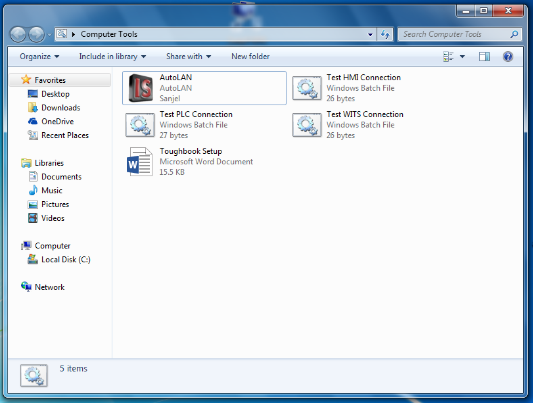 Computer Tools
Search Computer Tools
Organize
Include in library
Share with
New folder
Favorites
Desktop
Downloads
OneDrive
Recent Places
Libraries
Documents
Music
Pictures
Videos
Computer
Local Disk (C:)
Network
AutoLAN
AutoLAN
Sanjel
Test HMI Connection
Windows Batch File
26 bytes
Test PLC Connection
Windows Batch File
27 bytes
Test WITS Connection
Windows Batch File
26 bytes
Toughbook Setup
Microsoft Word Document
15.5 KB
5 items